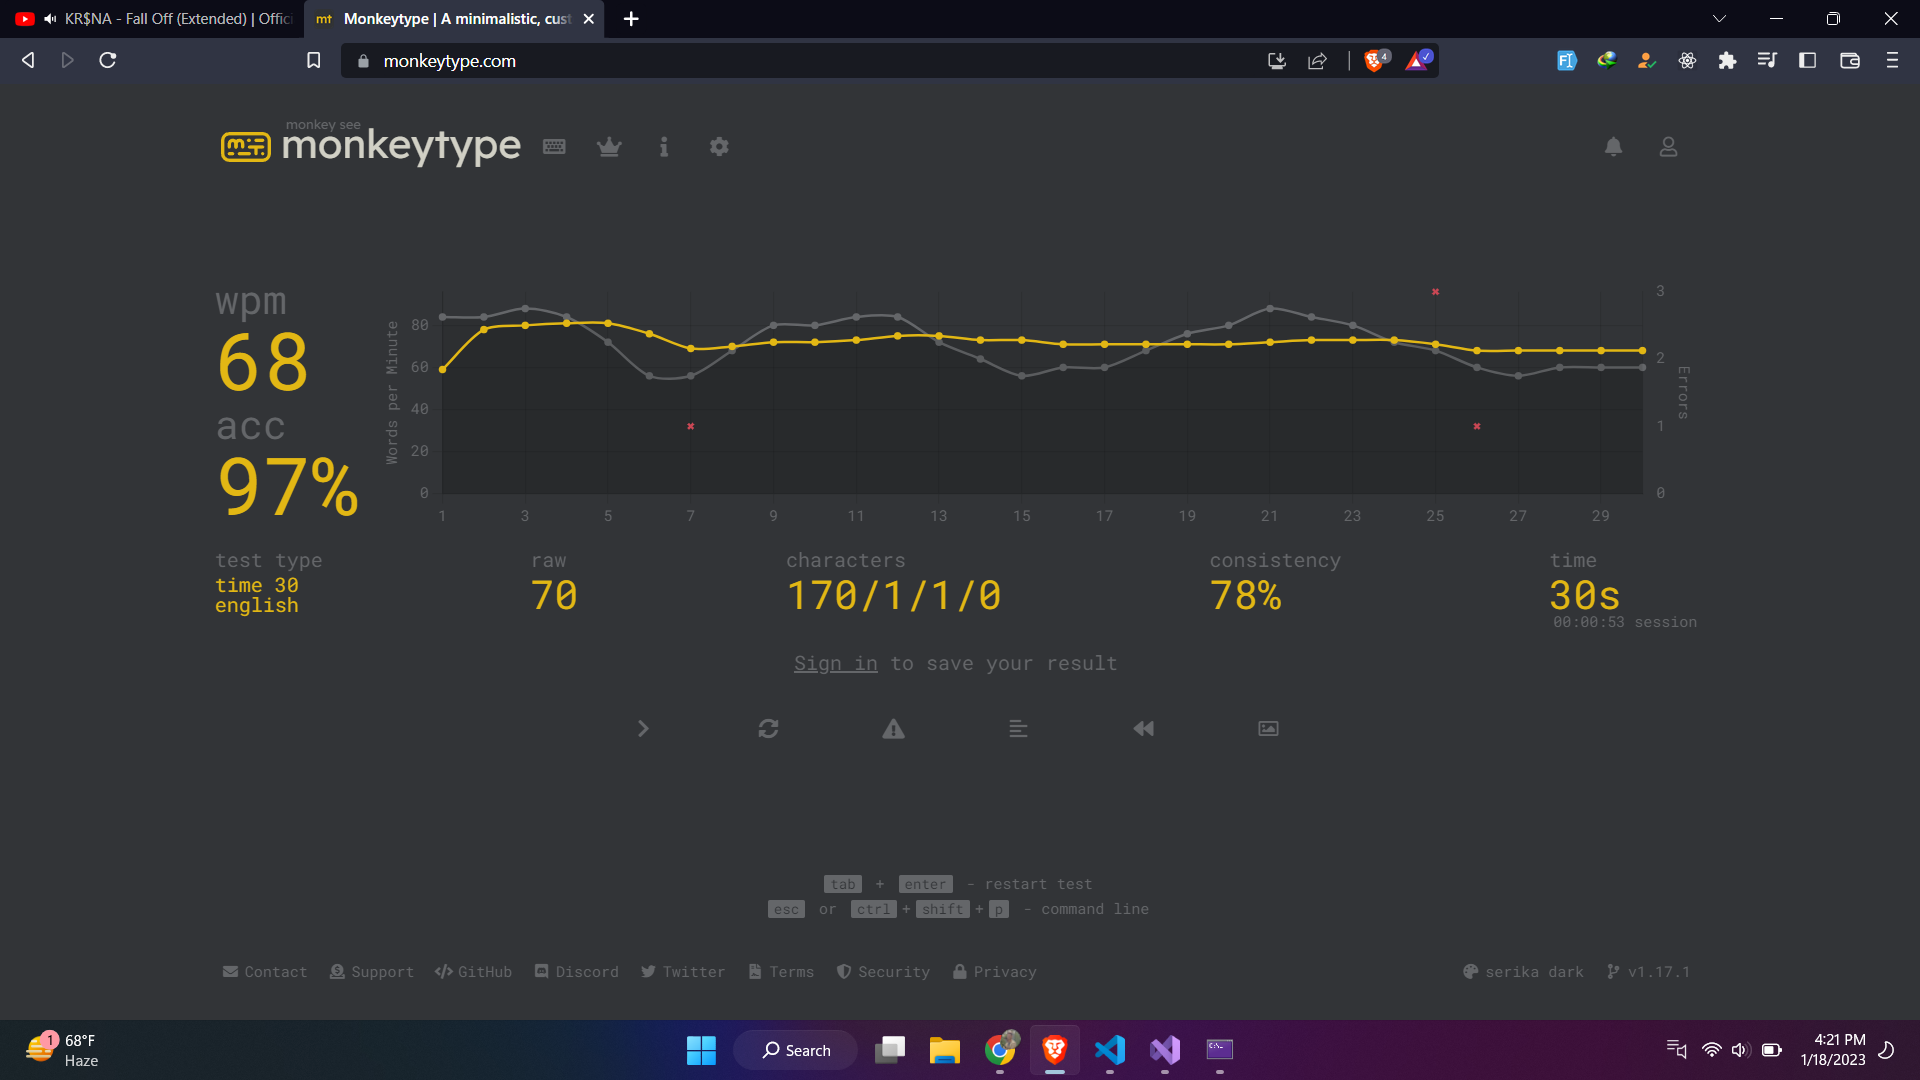 KR$NA - Fall Off (Extended) | Offici
Monkeytype | A minimalistic, cust
monkeytype.com
4
monkey see
monkeytype
wpm
68
acc
97%
Words per Minute
80
60
40
20
0
3
2
1
0
Errors
1 3 5 7 9 11 13 15 17 19 21 23 25 27 29
test type
time 30
english
raw
70
characters
170/1/1/0
consistency
78%
time
30s
00:00:53 session
Sign in to save your result
tab + enter - restart test
esc or ctrl + shift + p - command line
Contact Support GitHub Discord Twitter Terms Security Privacy
serika dark v1.17.1
1
68°F
Haze
Search
4:21 PM
1/18/2023